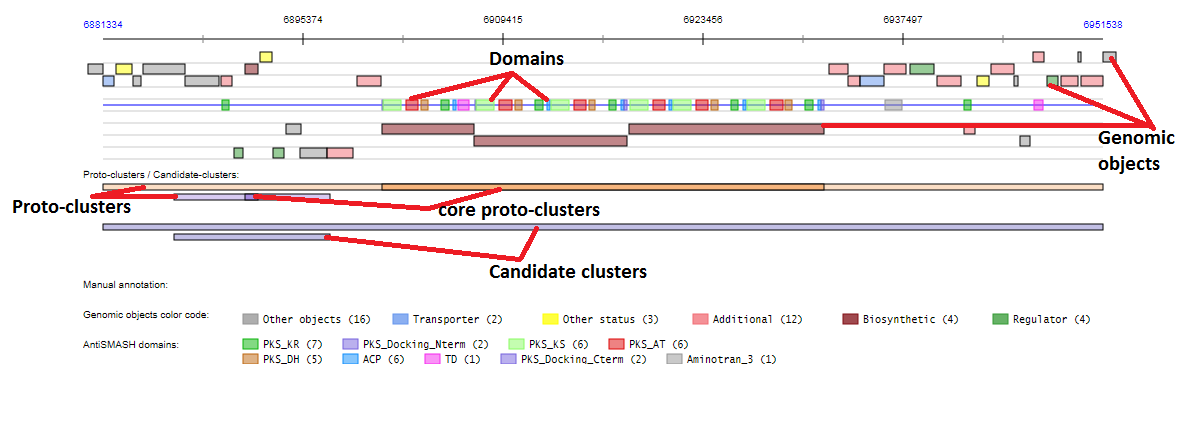 6881334 6895374 6909415 6923456 6937497 6951538
Domains
Genomic
objects
Proto-clusters / Candidate-clusters:
Proto-clusters
core proto-clusters
Candidate clusters
Manual annotation:
Genomic objects color code: Other objects (16) Transporter (2) Other status (3) Additional (12) Biosynthetic (4) Regulator (4)
AntiSMASH domains: PKS_KR (7) PKS_Docking_Nterm (2) PKS_KS (6) PKS_AT (6)
PKS_DH (5) ACP (6) TD (1) PKS_Docking_Cterm (2) Aminotran_3 (1)